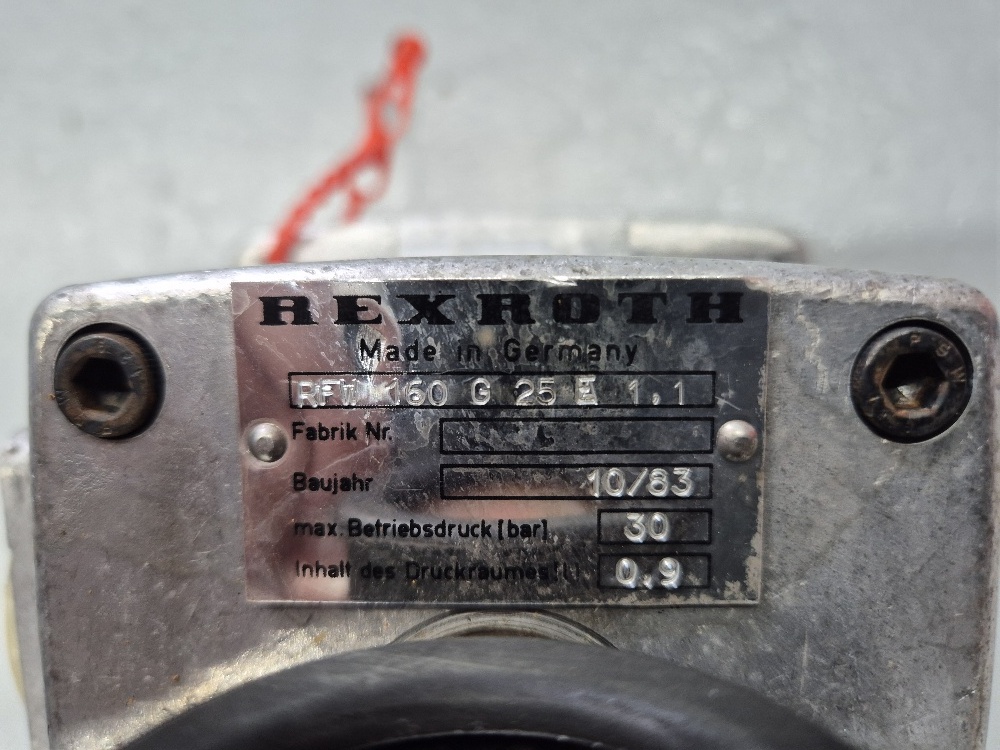 REXROTH
Made in Germany
RFW 160 G 25 E 1,1
Fabrik Nr.
Baujahr 10/83
max. Betriebsdruck [bar] 30
Inhalt des Druckraumes [L] 0,9